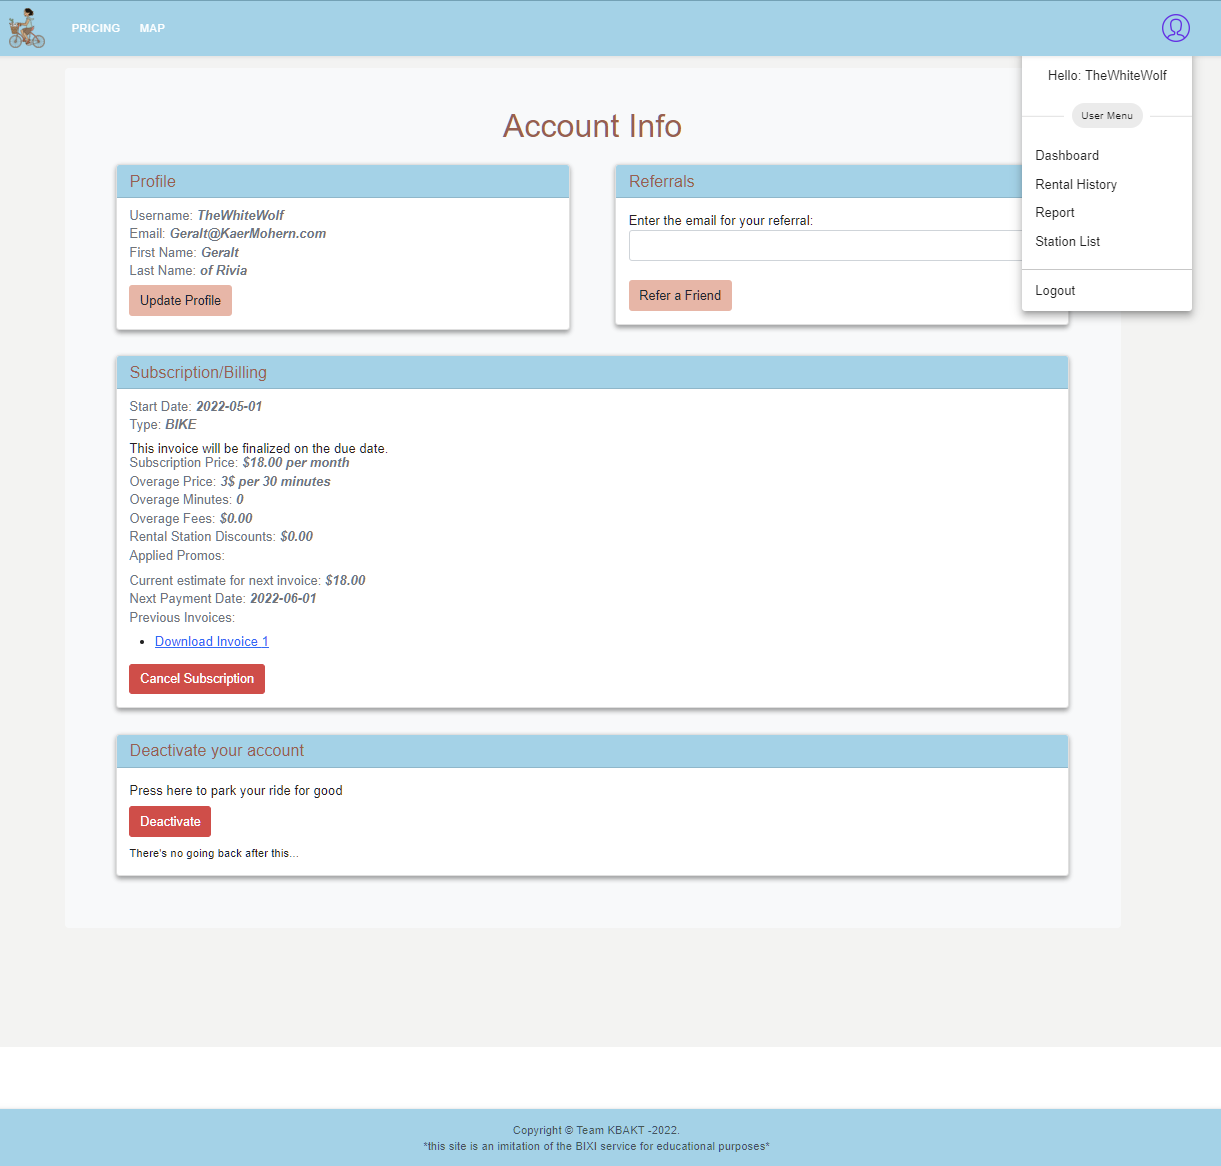 PRICING MAP
Hello: TheWhiteWolf
User Menu
Dashboard
Rental History
Report
Station List
Logout
Account Info
Profile
Username: TheWhiteWolf
Email: Geralt@KaerMohern.com
First Name: Geralt
Last Name: of Rivia
Update Profile
Referrals
Enter the email for your referral:
Refer a Friend
Subscription/Billing
Start Date: 2022-05-01
Type: BIKE
This invoice will be finalized on the due date.
Subscription Price: $18.00 per month
Overage Price: 3$ per 30 minutes
Overage Minutes: 0
Overage Fees: $0.00
Rental Station Discounts: $0.00
Applied Promos:
Current estimate for next invoice: $18.00
Next Payment Date: 2022-06-01
Previous Invoices:
• Download Invoice 1
Cancel Subscription
Deactivate your account
Press here to park your ride for good
Deactivate
There's no going back after this...
Copyright © Team KBAKT -2022.
*this site is an imitation of the BIXI service for educational purposes*